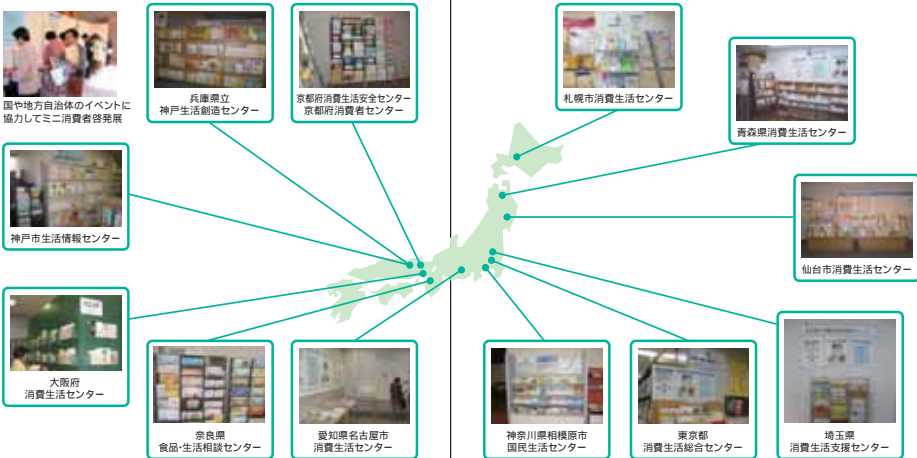 国や地方自治体のイベントに
協力してミニ消費者啓発展
兵庫県立
神戸生活創造センター
京都府消費生活安全センター
京都府消費者センター
札幌市消費生活センター
青森県消費生活センター
神戸市生活情報センター
仙台市消費生活センター
大阪府
消費生活センター
奈良県
食品・生活相談センター
愛知県名古屋市
消費生活センター
神奈川県相模原市
国民生活センター
東京都
消費生活総合センター
埼玉県
消費生活支援センター